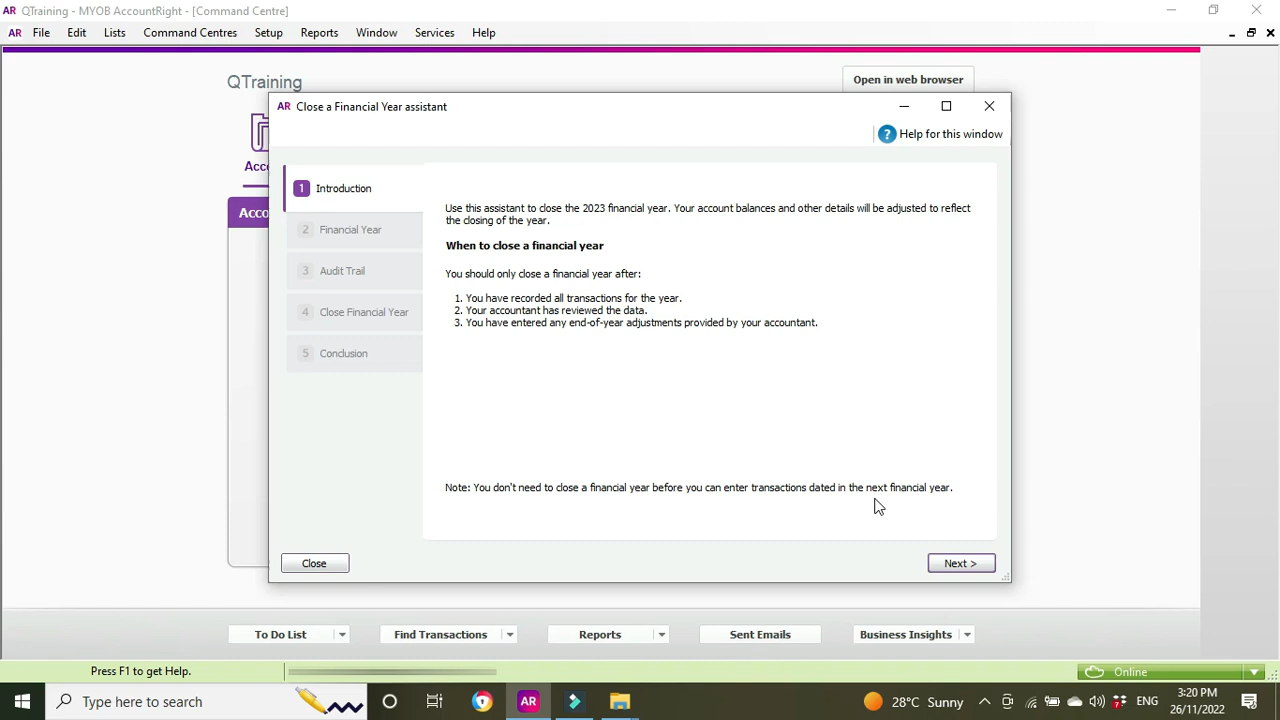 AR QTraining - MYOB AccountRight - [Command Centre]
AR File Edit Lists Command Centres Setup Reports Window Services Help
QTraining
Open in web browser
AR Close a Financial Year assistant
? Help for this window
Acco
Acco
1 Introduction
2 Financial Year
3 Audit Trail
4 Close Financial Year
5 Conclusion
Use this assistant to close the 2023 financial year. Your account balances and other details will be adjusted to reflect
the closing of the year.
When to close a financial year
You should only close a financial year after:
1. You have recorded all transactions for the year.
2. Your accountant has reviewed the data.
3. You have entered any end-of-year adjustments provided by your accountant.
Note: You don't need to close a financial year before you can enter transactions dated in the next financial year.
Close
Next >
To Do List Find Transactions Reports Sent Emails Business Insights
Press F1 to get Help.
Online
Type here to search
AR
28°C Sunny
ENG
3:20 PM
26/11/2022